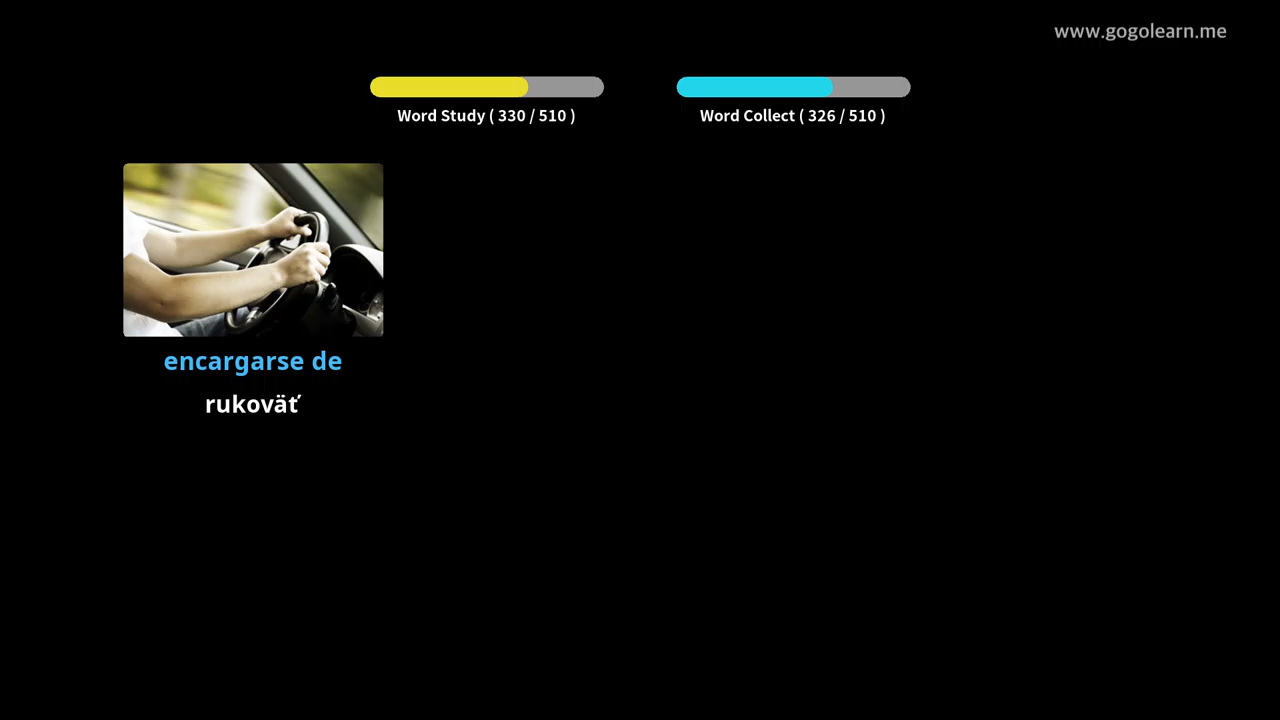 www.gogolearn.me
Word Study ( 330 / 510 )
Word Collect ( 326 / 510 )
encargarse de
rukoväť